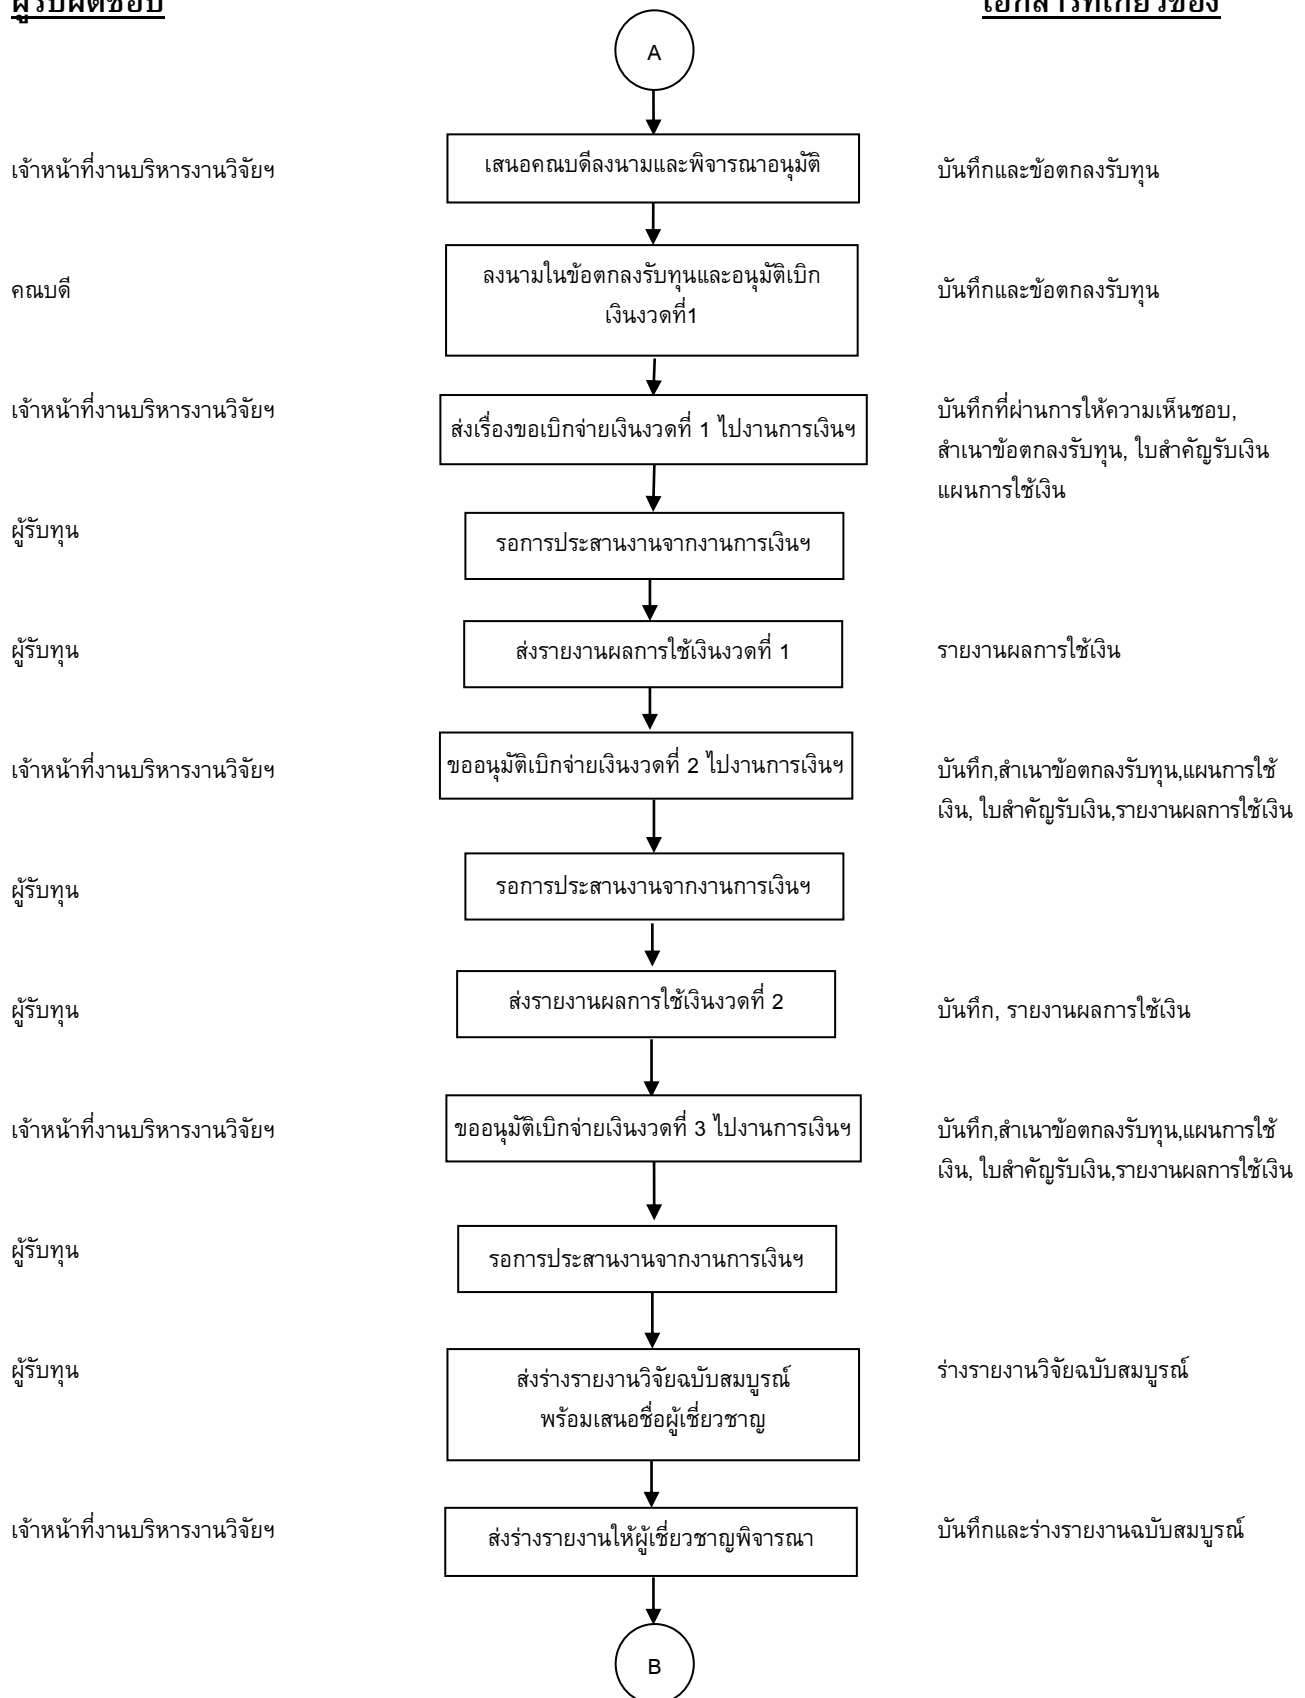 ผู้รับผิดชอบ
เอกสารที่เกี่ยวข้อง
A
เจ้าหน้าที่งานบริหารงานวิจัยฯ
เสนอคณบดีลงนามและพิจารณาอนุมัติ
บันทึกและข้อตกลงรับทุน
คณบดี
ลงนามในข้อตกลงรับทุนและอนุมัติเบิก
เงินงวดที่1
บันทึกและข้อตกลงรับทุน
เจ้าหน้าที่งานบริหารงานวิจัยฯ
ส่งเรื่องขอเบิกจ่ายเงินงวดที่ 1 ไปงานการเงินฯ
บันทึกที่ผ่านการให้ความเห็นชอบ,
สำเนาข้อตกลงรับทุน, ใบสำคัญรับเงิน
แผนการใช้เงิน
ผู้รับทุน
รอการประสานงานจากงานการเงินฯ
ผู้รับทุน
ส่งรายงานผลการใช้เงินงวดที่ 1
รายงานผลการใช้เงิน
เจ้าหน้าที่งานบริหารงานวิจัยฯ
ขออนุมัติเบิกจ่ายเงินงวดที่ 2 ไปงานการเงินฯ
บันทึก,สำเนาข้อตกลงรับทุน,แผนการใช้
เงิน, ใบสำคัญรับเงิน,รายงานผลการใช้เงิน
ผู้รับทุน
รอการประสานงานจากงานการเงินฯ
ผู้รับทุน
ส่งรายงานผลการใช้เงินงวดที่ 2
บันทึก, รายงานผลการใช้เงิน
เจ้าหน้าที่งานบริหารงานวิจัยฯ
ขออนุมัติเบิกจ่ายเงินงวดที่ 3 ไปงานการเงินฯ
บันทึก,สำเนาข้อตกลงรับทุน,แผนการใช้
เงิน, ใบสำคัญรับเงิน,รายงานผลการใช้เงิน
ผู้รับทุน
รอการประสานงานจากงานการเงินฯ
ผู้รับทุน
ส่งร่างรายงานวิจัยฉบับสมบูรณ์
พร้อมเสนอชื่อผู้เชี่ยวชาญ
ร่างรายงานวิจัยฉบับสมบูรณ์
เจ้าหน้าที่งานบริหารงานวิจัยฯ
ส่งร่างรายงานให้ผู้เชี่ยวชาญพิจารณา
บันทึกและร่างรายงานฉบับสมบูรณ์
B